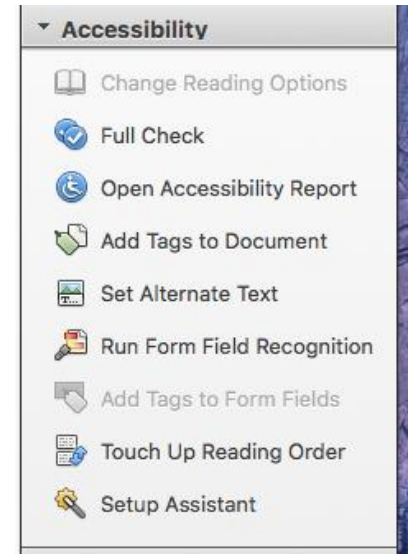 Accessibility
Change Reading Options
Full Check
Open Accessibility Report
Add Tags to Document
T...
Set Alternate Text
Run Form Field Recognition
Add Tags to Form Fields
Touch Up Reading Order
Setup Assistant